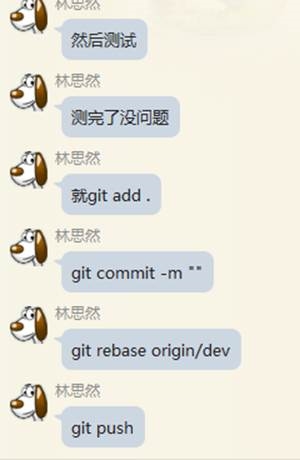 林思然
然后测试
林思然
测完了没问题
林思然
就git add .
林思然
git commit -m ""
林思然
git rebase origin/dev
林思然
git push